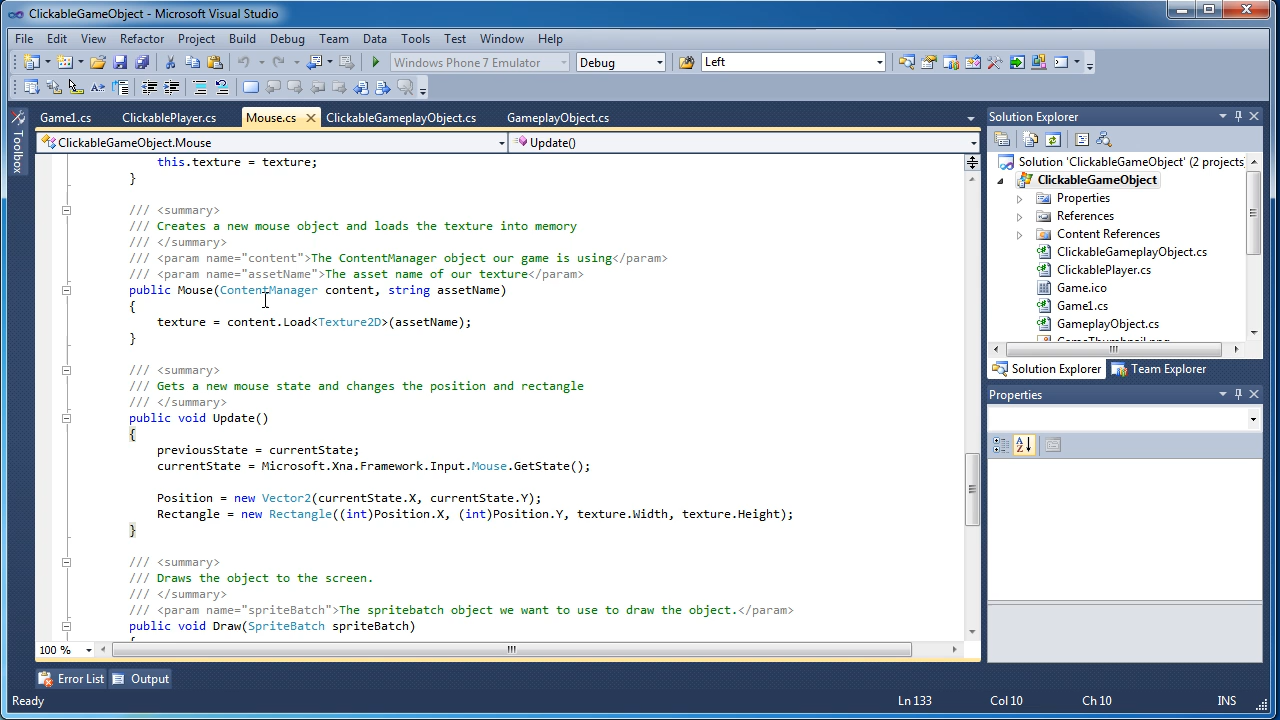 ClickableGameObject - Microsoft Visual Studio
File Edit View Refactor Project Build Debug Team Data Tools Test Window Help
Windows Phone 7 Emulator Debug Left
Game1.cs ClickablePlayer.cs Mouse.cs ClickableGameplayObject.cs GameplayObject.cs
Toolbox
ClickableGameObject.Mouse Update()
this.texture = texture;
}
/// <summary>
/// Creates a new mouse object and loads the texture into memory
/// </summary>
/// <param name="content">The ContentManager object our game is using</param>
/// <param name="assetName">The asset name of our texture</param>
public Mouse(ContentManager content, string assetName)
{
texture = content.Load<Texture2D>(assetName);
}
/// <summary>
/// Gets a new mouse state and changes the position and rectangle
/// </summary>
public void Update()
{
previousState = currentState;
currentState = Microsoft.Xna.Framework.Input.Mouse.GetState();
Position = new Vector2(currentState.X, currentState.Y);
Rectangle = new Rectangle((int)Position.X, (int)Position.Y, texture.Width, texture.Height);
}
/// <summary>
/// Draws the object to the screen.
/// </summary>
/// <param name="spriteBatch">The spritebatch object we want to use to draw the object.</param>
public void Draw(SpriteBatch spriteBatch)
100 %
Solution Explorer
Solution 'ClickableGameObject' (2 projects)
ClickableGameObject
Properties
References
Content References
ClickableGameplayObject.cs
ClickablePlayer.cs
Game.ico
Game1.cs
GameplayObject.cs
GameThumbnail.png
Solution Explorer Team Explorer
Properties
Error List Output
Ready Ln 133 Col 10 Ch 10 INS